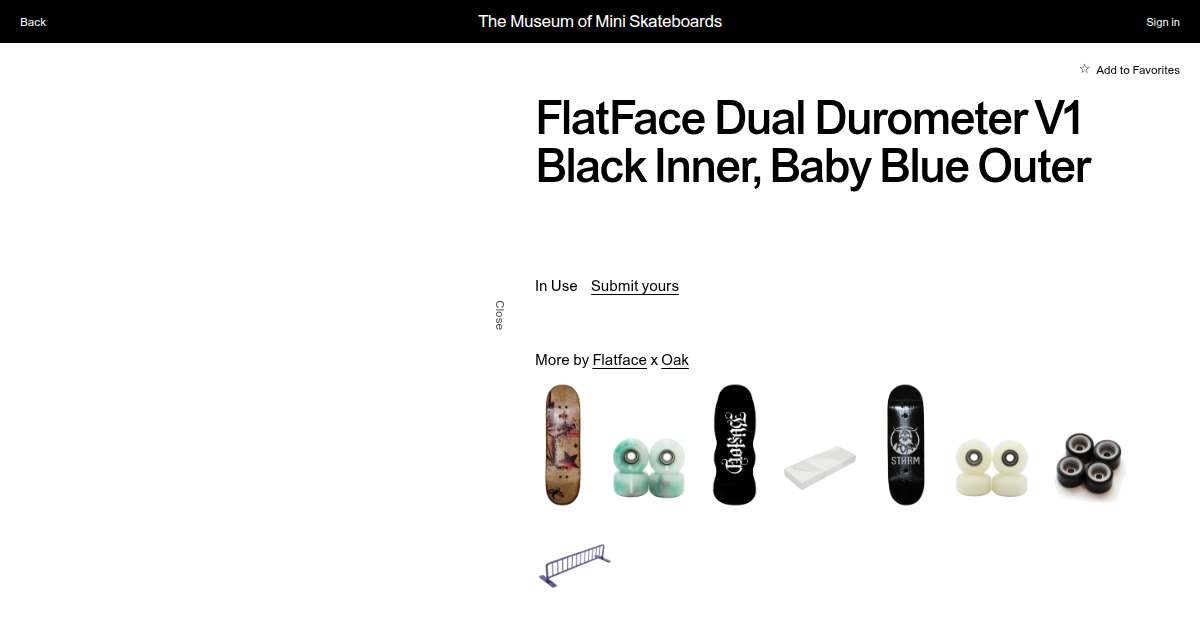 Back
The Museum of Mini Skateboards
Sign in
☆ Add to Favorites
FlatFace Dual Durometer V1
Black Inner, Baby Blue Outer
In Use Submit yours
Close
More by Flatface x Oak
STHRM